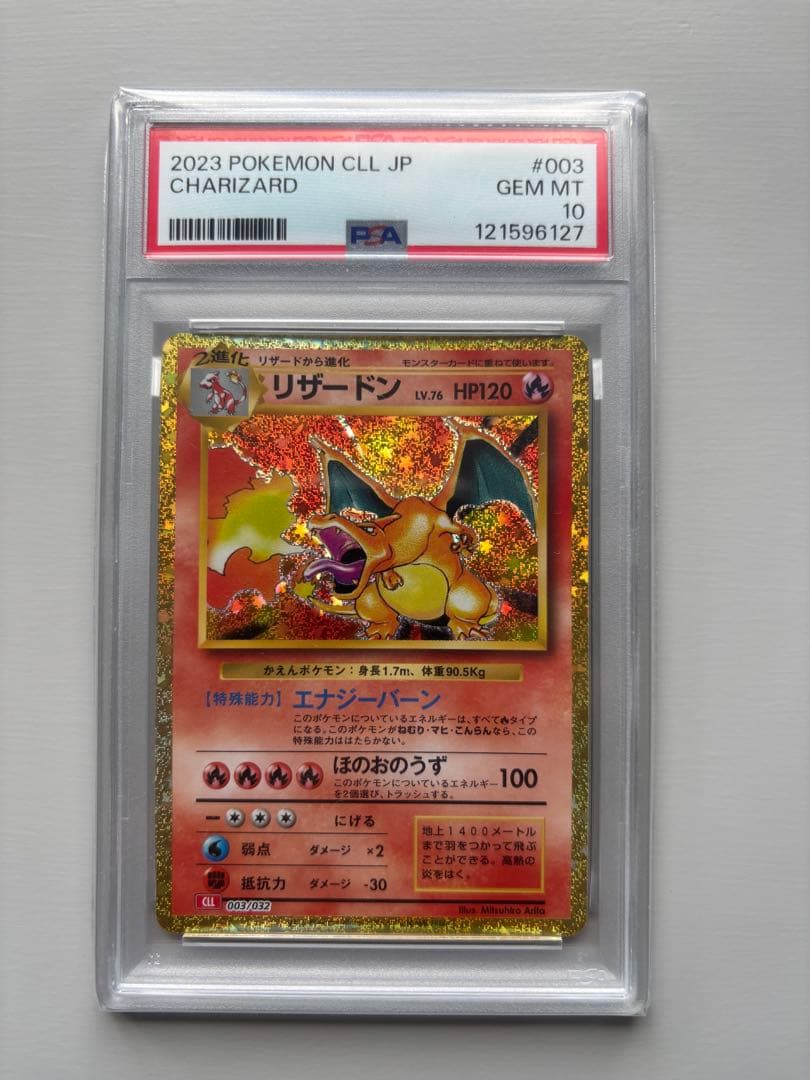 2023 POKEMON CLL JP #003
CHARIZARD GEM MT
10
PSA 121596127
2進化 リザードから進化 モンスターカードに重ねて使います。
リザードン LV.76 HP120
かえんポケモン：身長1.7m、体重90.5Kg
【特殊能力】エナジーバーン
このポケモンについているエネルギーは、すべて🔥タイプ
になる。このポケモンがねむり・マヒ・こんらんなら、この
特殊能力ははたらかない。
ほのおのうず 100
このポケモンについているエネルギー
を2個選び、トラッシュする。
にげる
弱点 ダメージ ×2
抵抗力 ダメージ -30
地上1400メートル
まで羽をつかって飛ぶ
ことができる。高熱の
炎をはく。
CLL 003/032 Illus. Mitsuhiro Arita